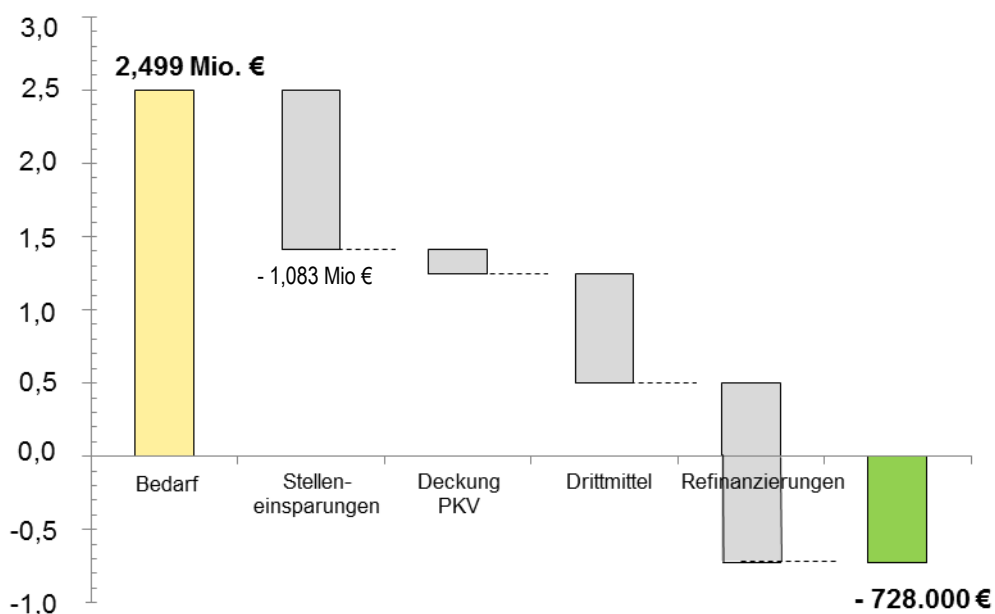 3,0
2,499 Mio. €
2,5
2,0
1,5
- 1,083 Mio €
1,0
0,5
0,0
Bedarf
Stellen-
einsparungen
Deckung
PKV
Drittmittel
Refinanzierungen
-0,5
-1,0
- 728.000 €